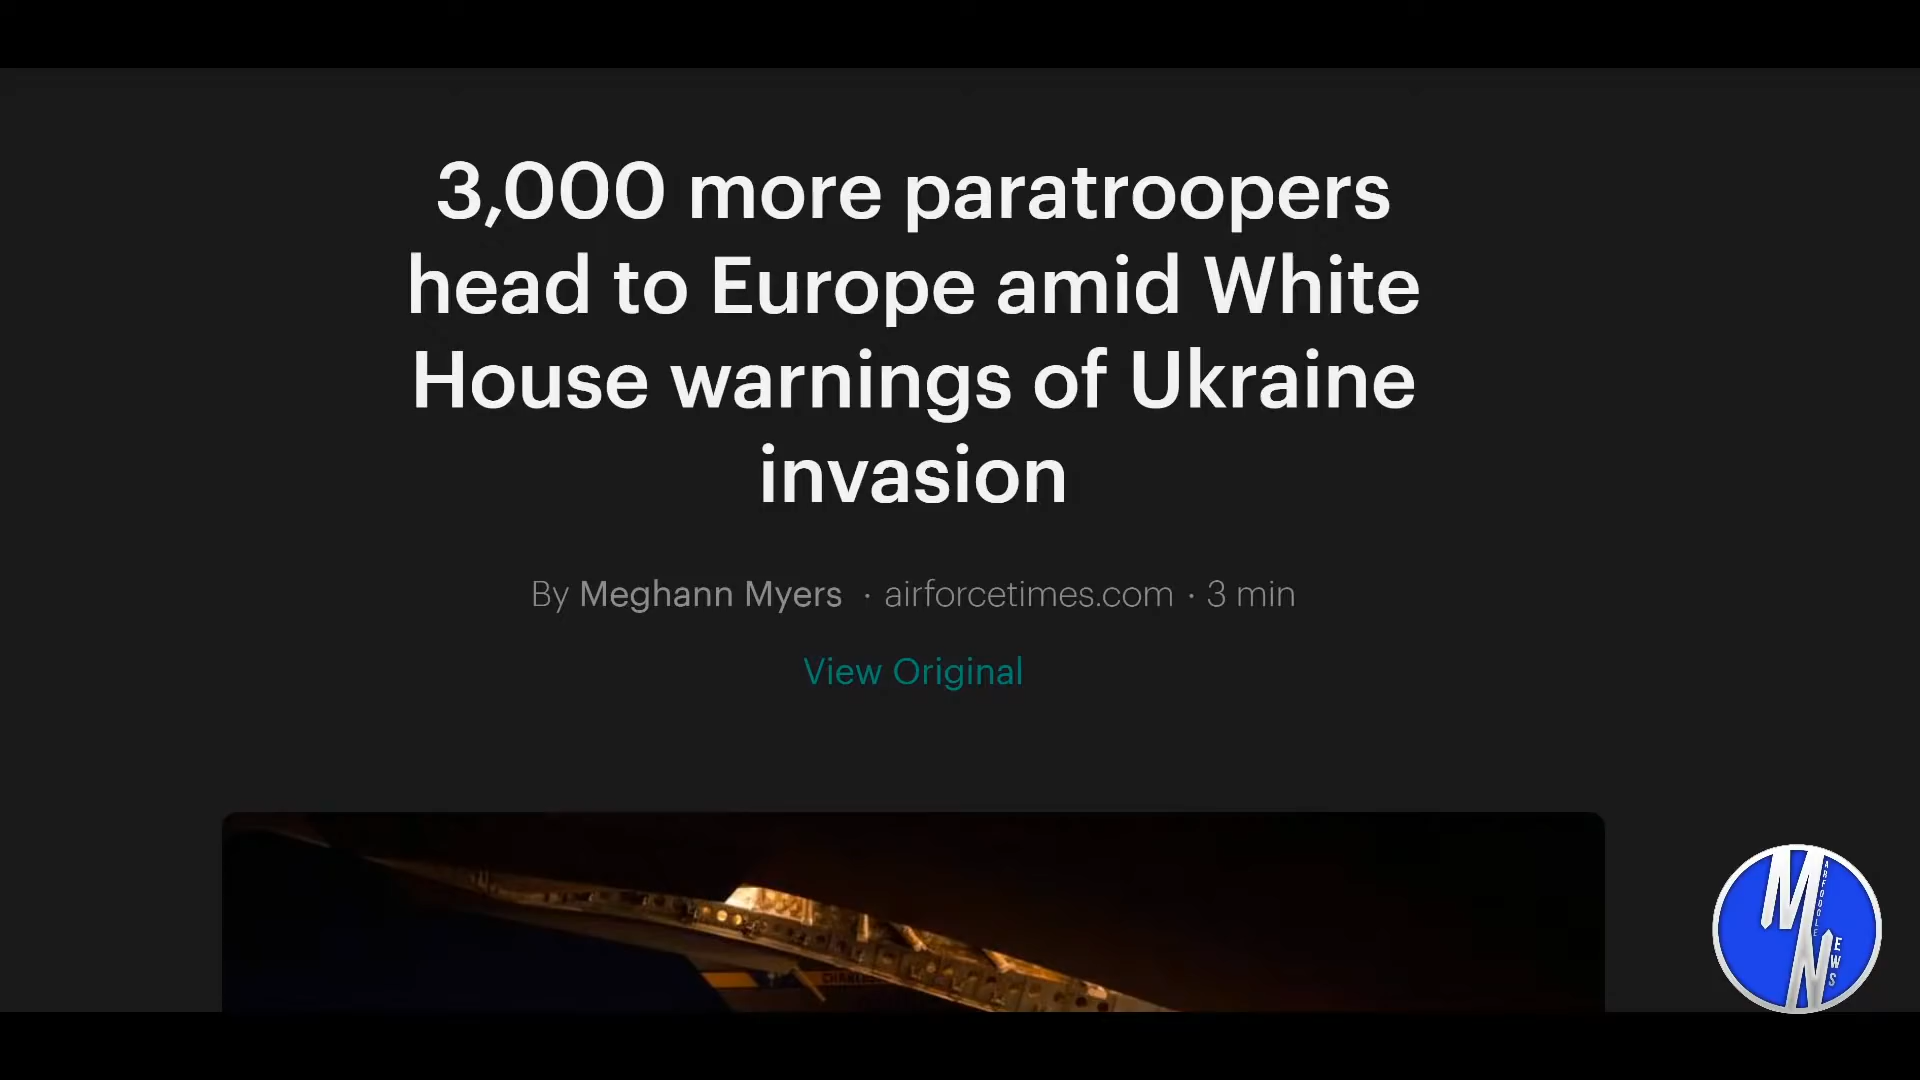 3,000 more paratroopers
head to Europe amid White
House warnings of Ukraine
invasion
By Meghann Myers · airforcetimes.com · 3 min
View Original
M
N
EWS